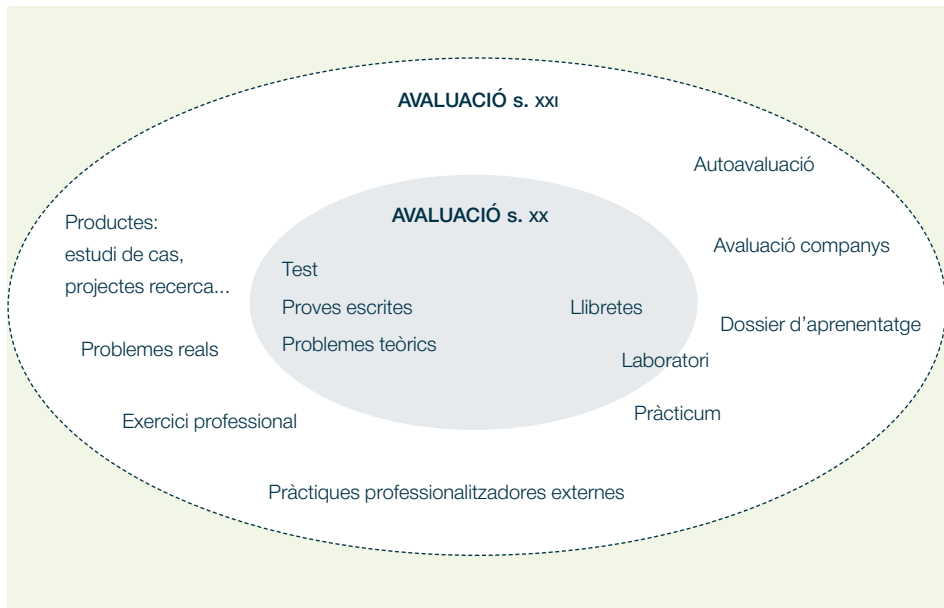 AVALUACIÓ s. XXI
Autoavaluació
AVALUACIÓ s. XX
Productes:
estudi de cas,
projectes recerca...
Avaluació companys
Test
Proves escrites
Llibretes
Dossier d’aprenentatge
Problemes reals
Problemes teòrics
Laboratori
Exercici professional
Pràcticum
Pràctiques professionalitzadores externes